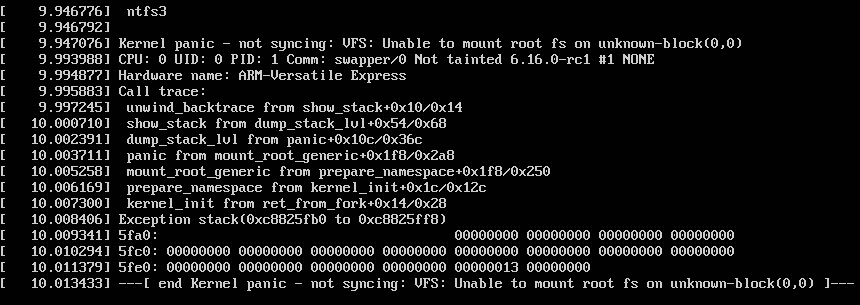 [    9.946776]  ntfs3
[    9.946792]
[    9.947076] Kernel panic - not syncing: VFS: Unable to mount root fs on unknown-block(0,0)
[    9.993988] CPU: 0 UID: 0 PID: 1 Comm: swapper/0 Not tainted 6.16.0-rc1 #1 NONE
[    9.994877] Hardware name: ARM-Versatile Express
[    9.995883] Call trace:
[    9.997245]  unwind_backtrace from show_stack+0x10/0x14
[   10.000710]  show_stack from dump_stack_lvl+0x54/0x68
[   10.002391]  dump_stack_lvl from panic+0x10c/0x36c
[   10.003711]  panic from mount_root_generic+0x1f8/0x2a8
[   10.005258]  mount_root_generic from prepare_namespace+0x1f8/0x250
[   10.006169]  prepare_namespace from kernel_init+0x1c/0x12c
[   10.007300]  kernel_init from ret_from_fork+0x14/0x28
[   10.008406] Exception stack(0xc8825fb0 to 0xc8825ff8)
[   10.009341] 5fa0:                                     00000000 00000000 00000000 00000000
[   10.010294] 5fc0: 00000000 00000000 00000000 00000000 00000000 00000000 00000000 00000000
[   10.011379] 5fe0: 00000000 00000000 00000000 00000000 00000013 00000000
[   10.013433] ---[ end Kernel panic - not syncing: VFS: Unable to mount root fs on unknown-block(0,0) ]---